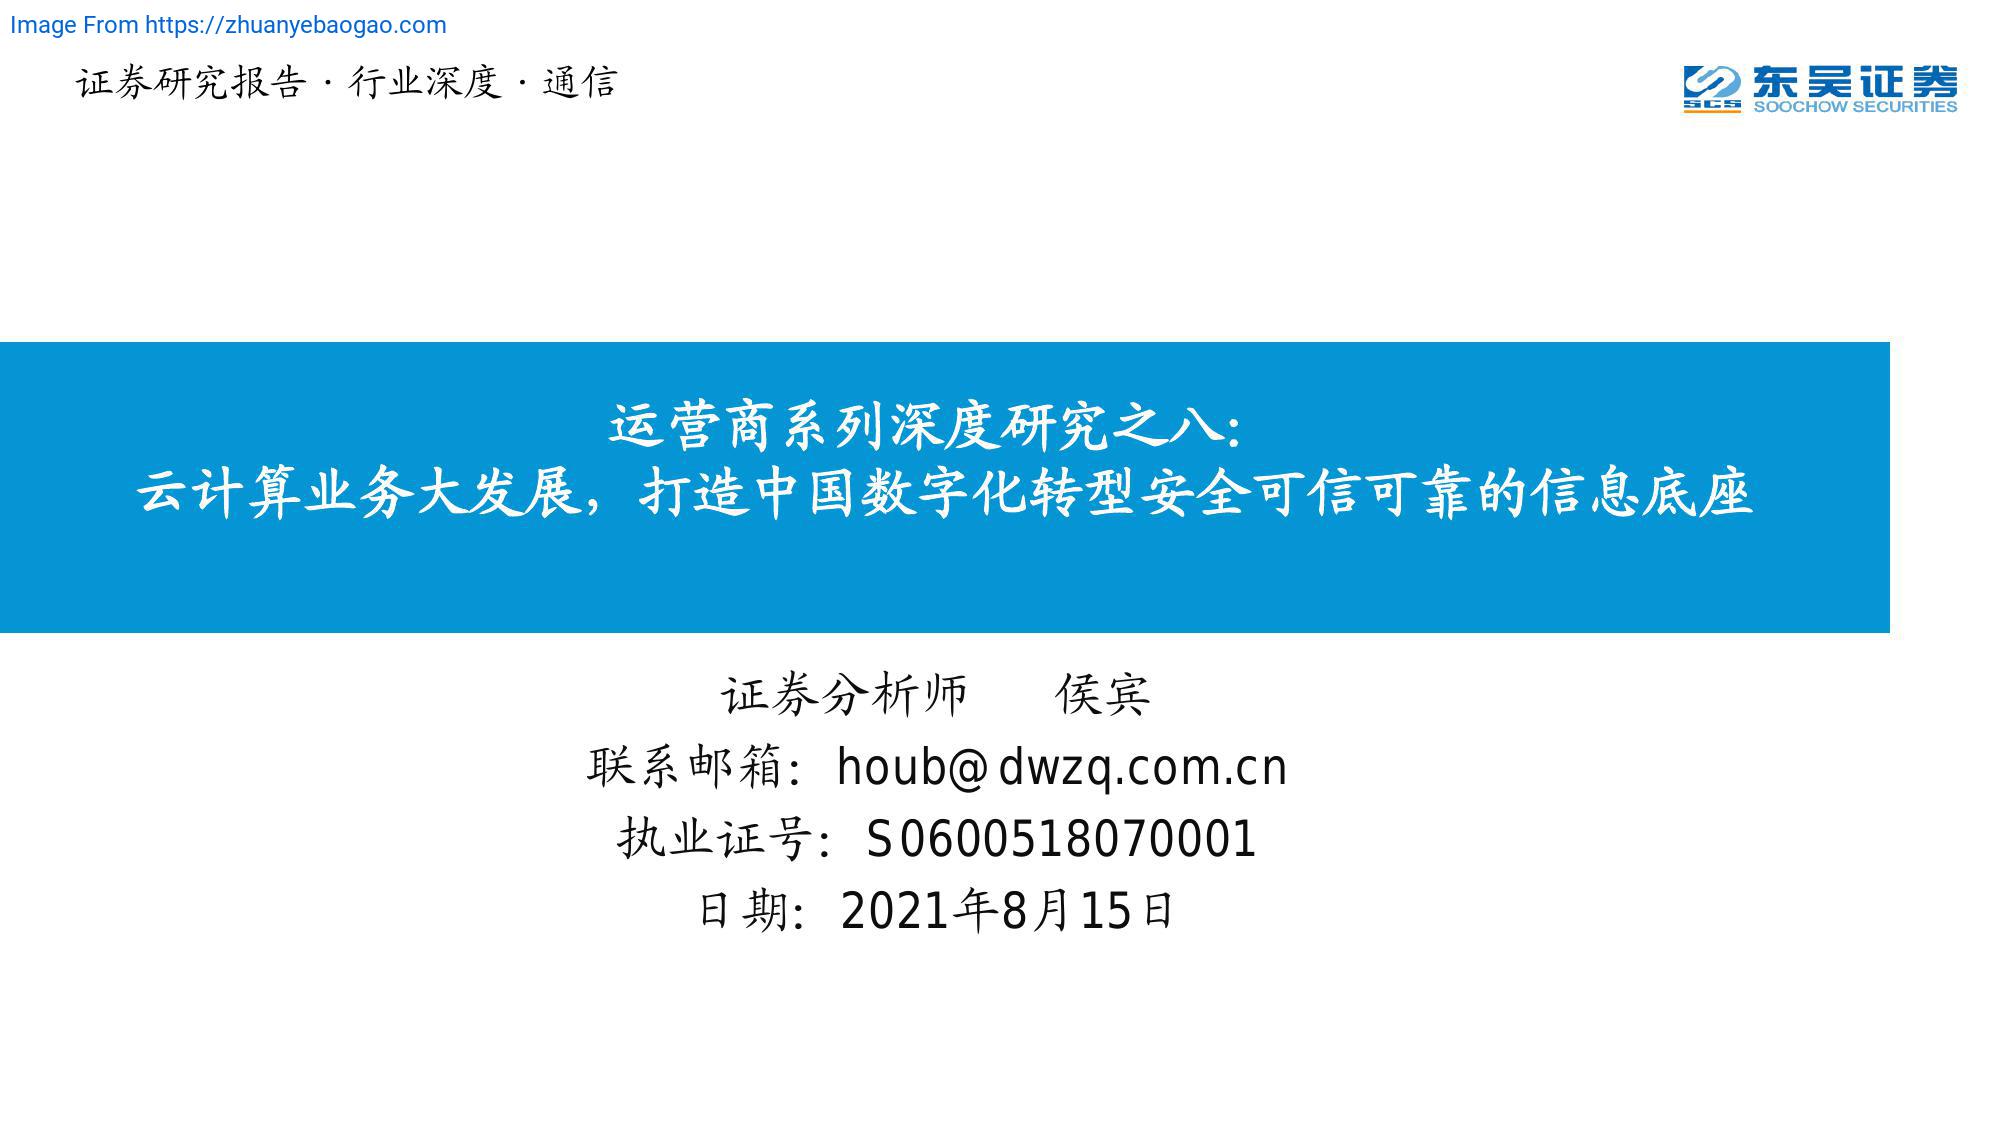 Image From https://zhuanyebaogao.com
证券研究报告·行业深度·通信
东吴证券
SCS
SOOCHOW SECURITIES
运营商系列深度研究之八：
云计算业务大发展，打造中国数字化转型安全可信可靠的信息底座
证券分析师 侯宾
联系邮箱：houb@dwzq.com.cn
执业证号：S0600518070001
日期：2021年8月15日